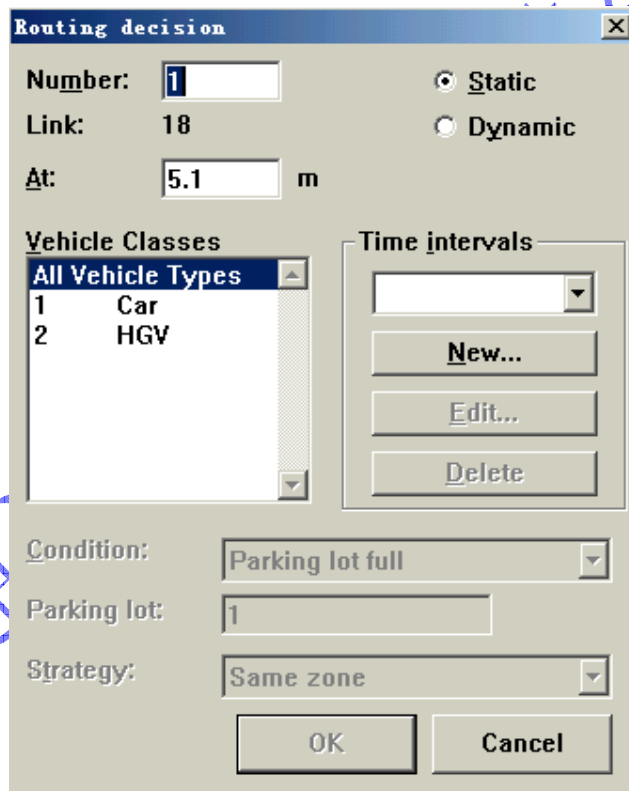 Routing decision
Number: 1
Static
Link: 18
Dynamic
At: 5.1 m
Vehicle Classes
Time intervals
All Vehicle Types
1 Car
2 HGV
New...
Edit...
Delete
Condition: Parking lot full
Parking lot: 1
Strategy: Same zone
OK
Cancel